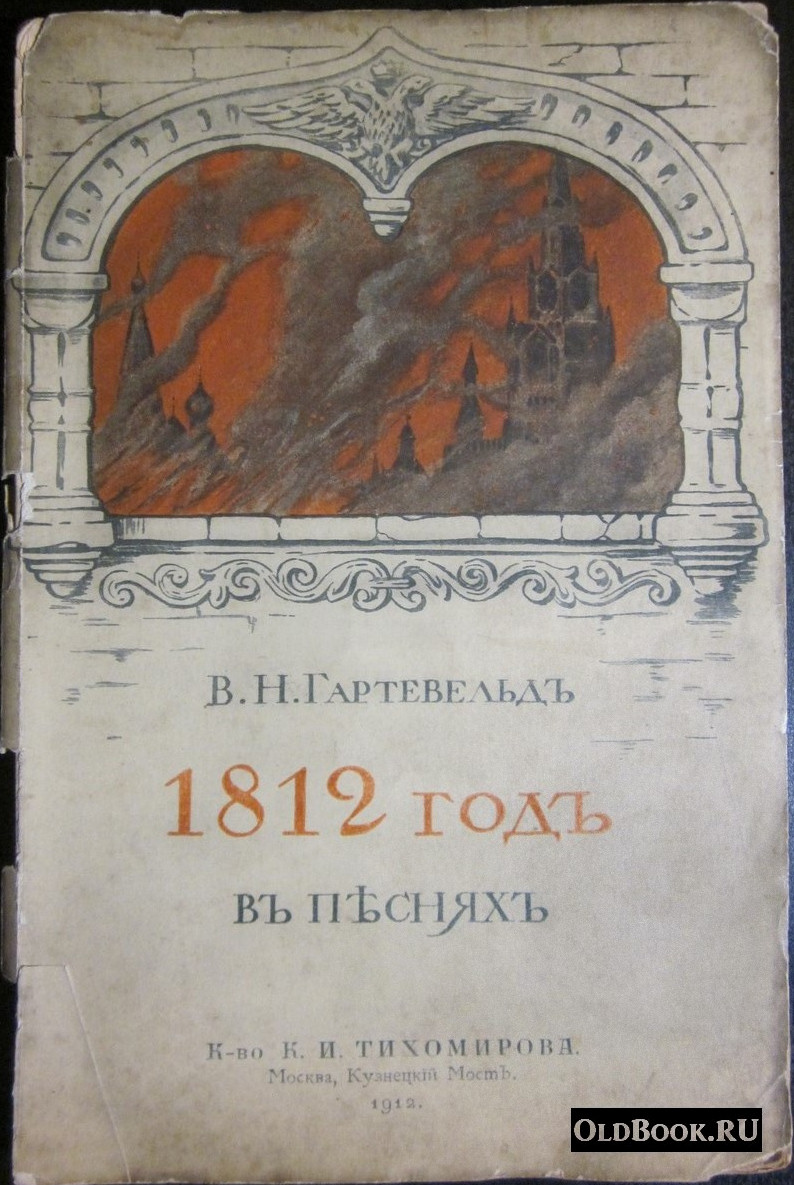 В. Н. Гартевельдъ
1812 годъ
въ пѣсняхъ
К-во К. И. ТИХОМИРОВА.
Москва, Кузнецкій Мостъ.
1912.
OldBook.RU